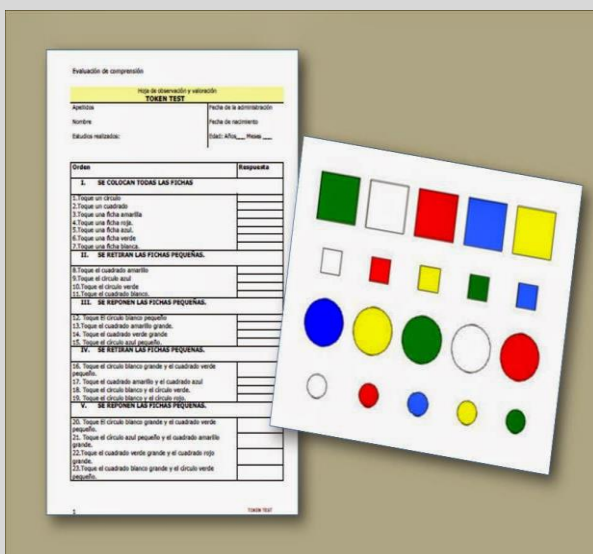 Evaluación de comprensión
Hoja de observación y valoración
TOKEN TEST
Apellidos
Fecha de la administración
Nombre
Fecha de nacimiento
Estudios realizados:
Edad: Años___ Meses ___
Orden Respuesta
I. SE COLOCAN TODAS LAS FICHAS
1.Toque un círculo
2.Toque un cuadrado
3.Toque una ficha amarilla
4.Toque una ficha roja.
5.Toque una ficha azul.
6.Toque una ficha verde
7.Toque una ficha blanca.
II. SE RETIRAN LAS FICHAS PEQUEÑAS.
8.Toque el cuadrado amarillo
9.Toque el círculo azul
10.Toque el círculo verde
11.Toque el cuadrado blanco.
III. SE REPONEN LAS FICHAS PEQUEÑAS.
12. Toque El círculo blanco pequeño
13.Toque el cuadrado amarillo grande.
14. Toque el cuadrado verde grande
15. Toque el círculo azul pequeño
IV. SE RETIRAN LAS FICHAS PEQUENAS.
16. Toque el círculo blanco grande y el cuadrado verde
pequeño.
17. Toque el cuadrado amarillo y el cuadrado azul
18. Toque el círculo blanco y el círculo verde.
19. Toque el círculo blanco y el círculo rojo.
V. SE REPONEN LAS FICHAS PEQUEÑAS.
20. Toque El círculo blanco grande y el cuadrado verde
pequeño.
21. Toque el círculo azul pequeño y el cuadrado amarillo
grande.
22.Toque el cuadrado verde grande y el cuadrado rojo
grande.
23.Toque el cuadrado blanco grande y el círculo verde
pequeño.
1
TOKEN TEST